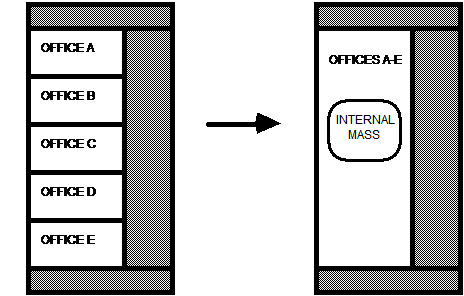 OFFICE A
OFFICE B
OFFICE C
OFFICE D
OFFICE E
OFFICES A-E
INTERNAL
MASS